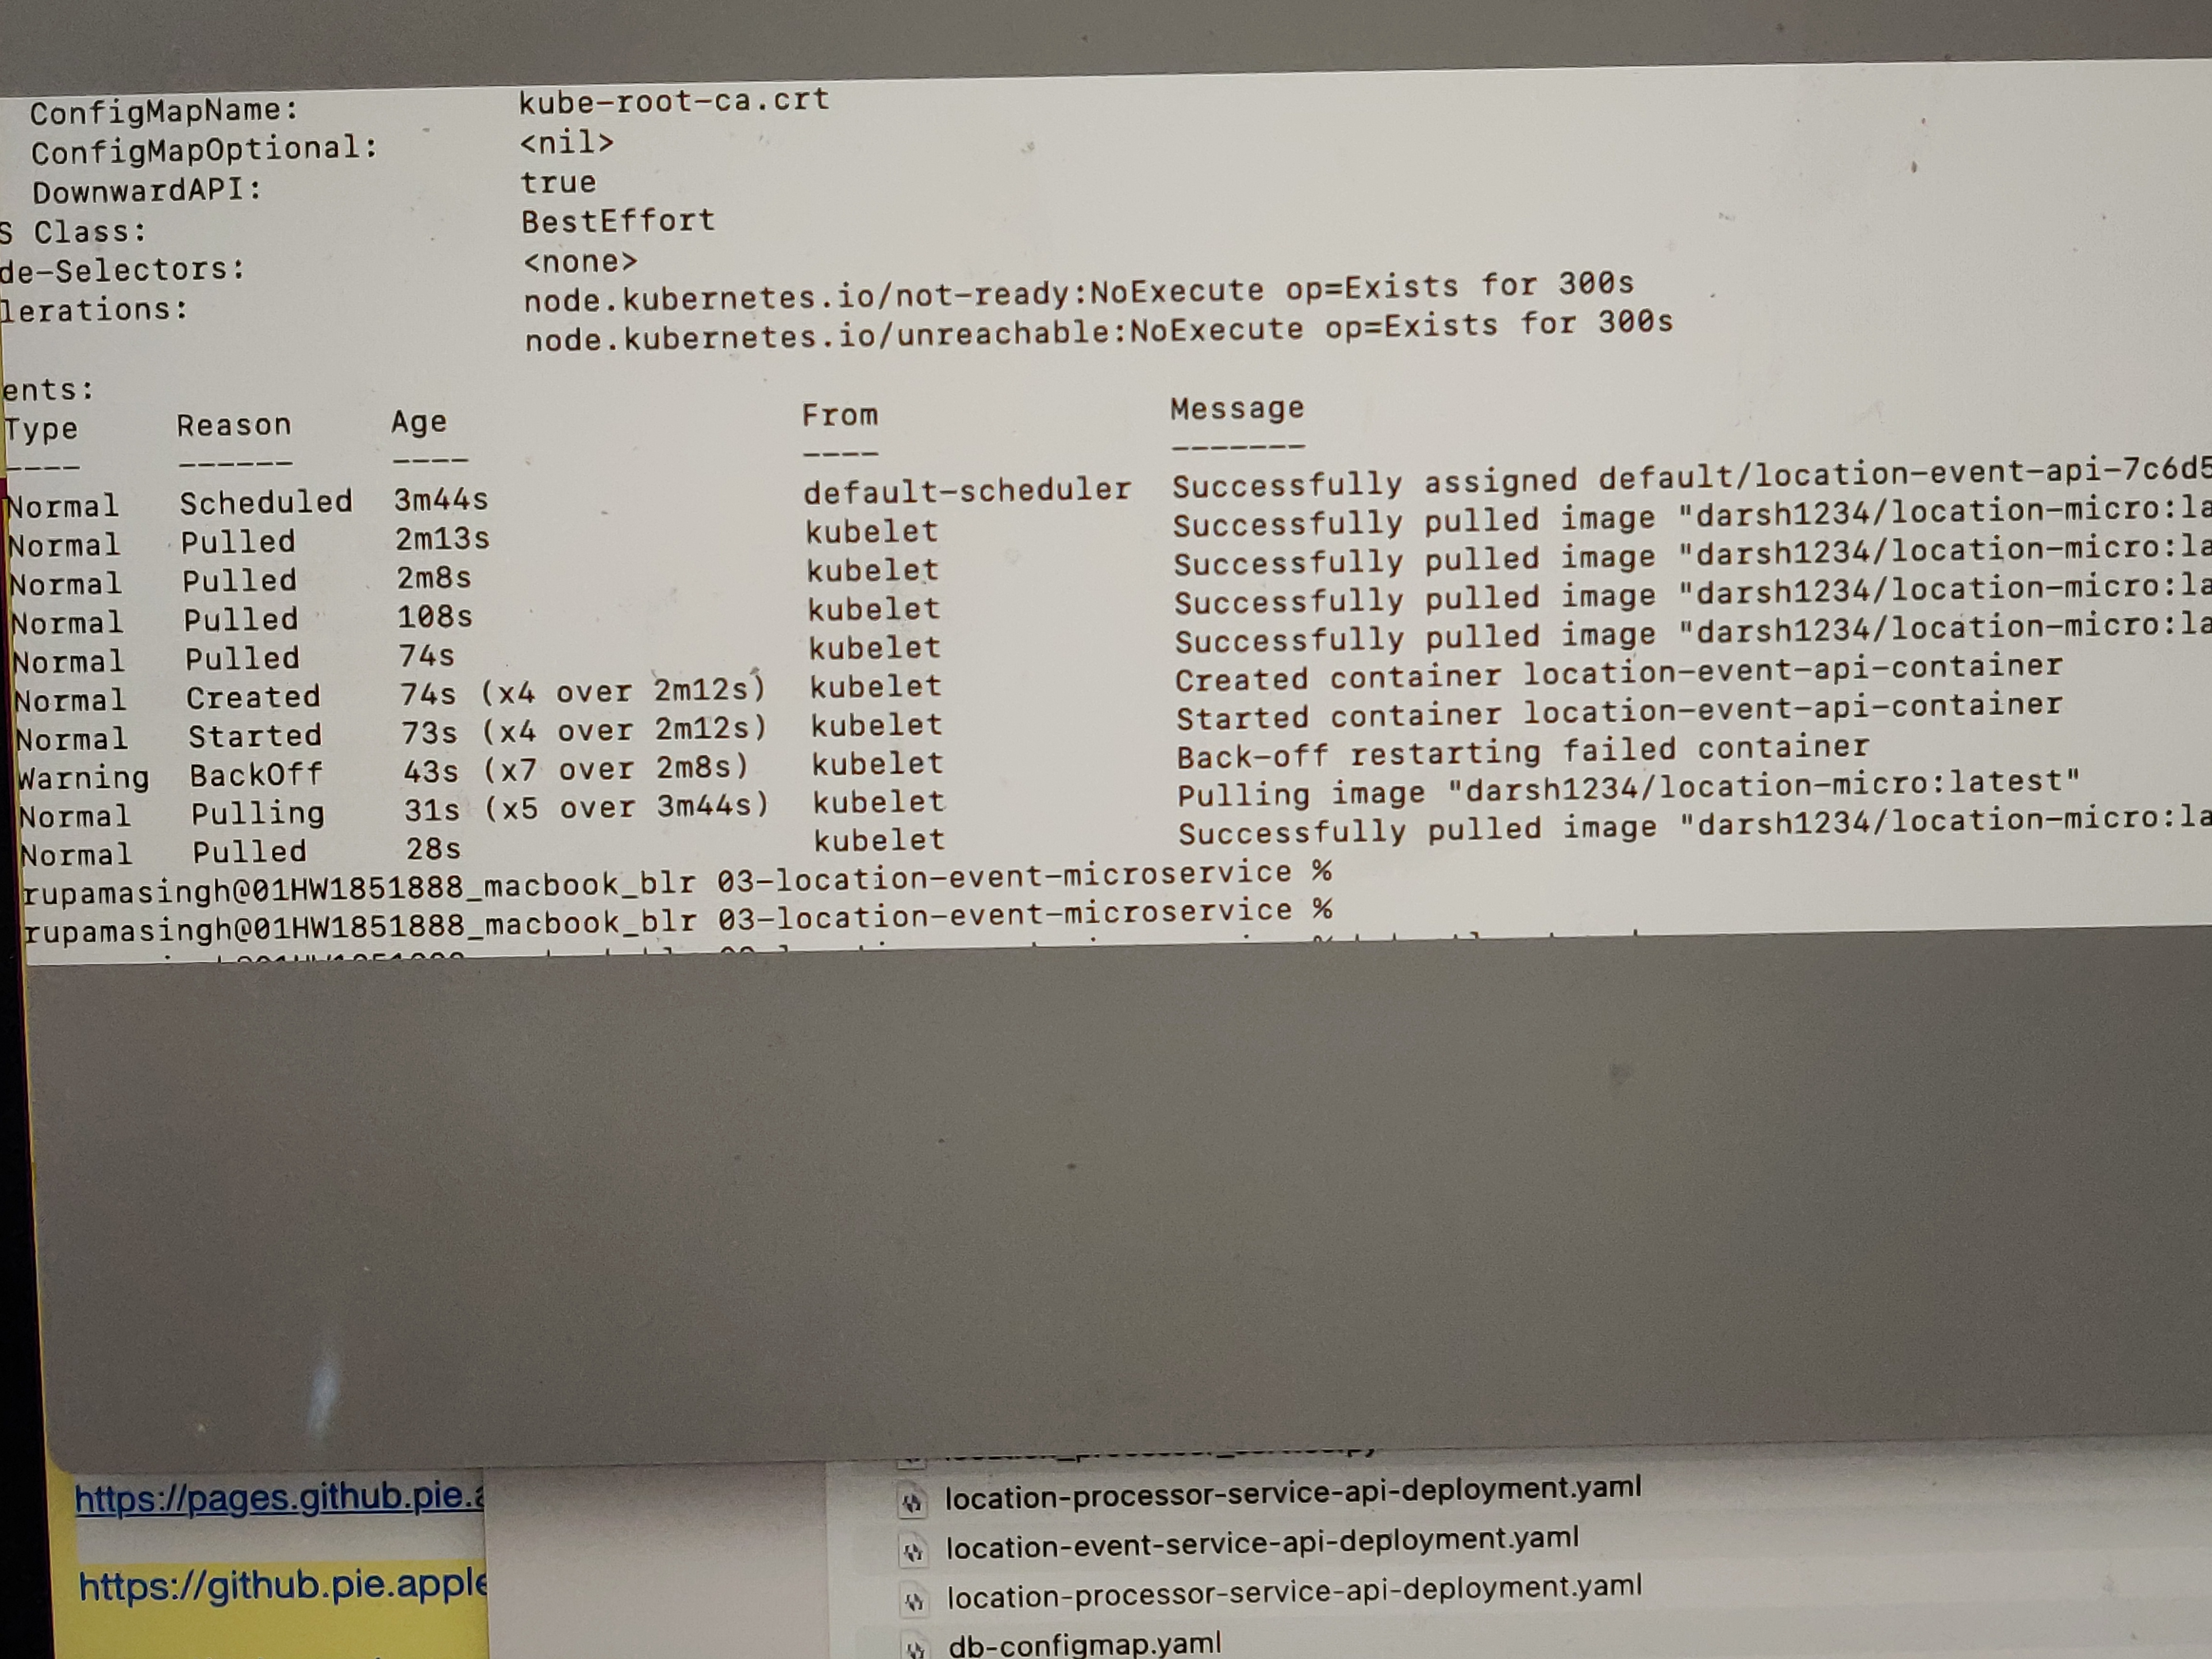 ConfigMapName: kube-root-ca.crt
ConfigMapOptional: <nil>
DownwardAPI: true
S Class: BestEffort
de-Selectors: <none>
lerations: node.kubernetes.io/not-ready:NoExecute op=Exists for 300s
node.kubernetes.io/unreachable:NoExecute op=Exists for 300s
ents:
Type Reason Age From Message
---- ------ ---- ---- -------
Normal Scheduled 3m44s default-scheduler Successfully assigned default/location-event-api-7c6d5
Normal Pulled 2m13s kubelet Successfully pulled image "darsh1234/location-micro:la
Normal Pulled 2m8s kubelet Successfully pulled image "darsh1234/location-micro:la
Normal Pulled 108s kubelet Successfully pulled image "darsh1234/location-micro:la
Normal Pulled 74s kubelet Successfully pulled image "darsh1234/location-micro:la
Normal Created 74s (x4 over 2m12s) kubelet Created container location-event-api-container
Normal Started 73s (x4 over 2m12s) kubelet Started container location-event-api-container
Warning BackOff 43s (x7 over 2m8s) kubelet Back-off restarting failed container
Normal Pulling 31s (x5 over 3m44s) kubelet Pulling image "darsh1234/location-micro:latest"
Normal Pulled 28s kubelet Successfully pulled image "darsh1234/location-micro:la
rupamasingh@01HW1851888_macbook_blr 03-location-event-microservice %
rupamasingh@01HW1851888_macbook_blr 03-location-event-microservice %
https://pages.github.pie.a
https://github.pie.apple
location-processor-service-api-deployment.yaml
location-event-service-api-deployment.yaml
location-processor-service-api-deployment.yaml
db-configmap.yaml